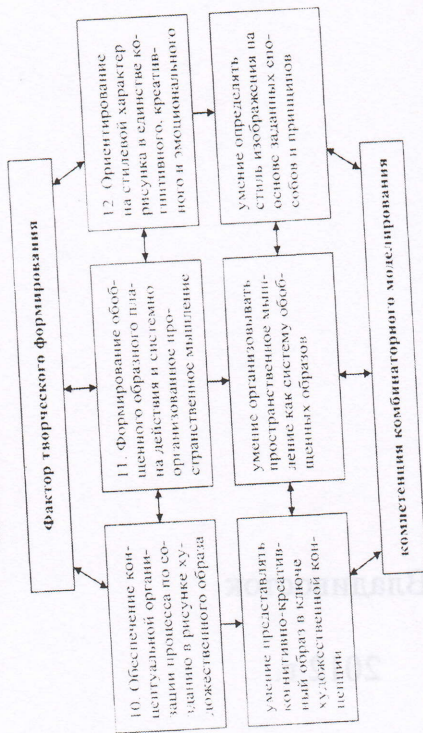 Фактор творческого формирования
10. Обеспечение кон-
цептуальной органи-
зации процесса по со-
зданию в рисунке ху-
дожественного образа
11. Формирование обоб-
щенного образного пла-
на действия и системно
организованное про-
странственное мышление
12. Ориентирование
на стилевой характер
рисунка в единстве ко-
гнитивного, креатив-
ного и эмоционального
умение представлять
когнитивно-креатив-
ный образ в ключе
художественной кон-
цепции
умение организовывать
пространственное мыш-
ление как систему обоб-
щенных образов
умение определять
стиль изображения на
основе заданных спо-
собов и принципов
компетенция комбинаторного моделирования